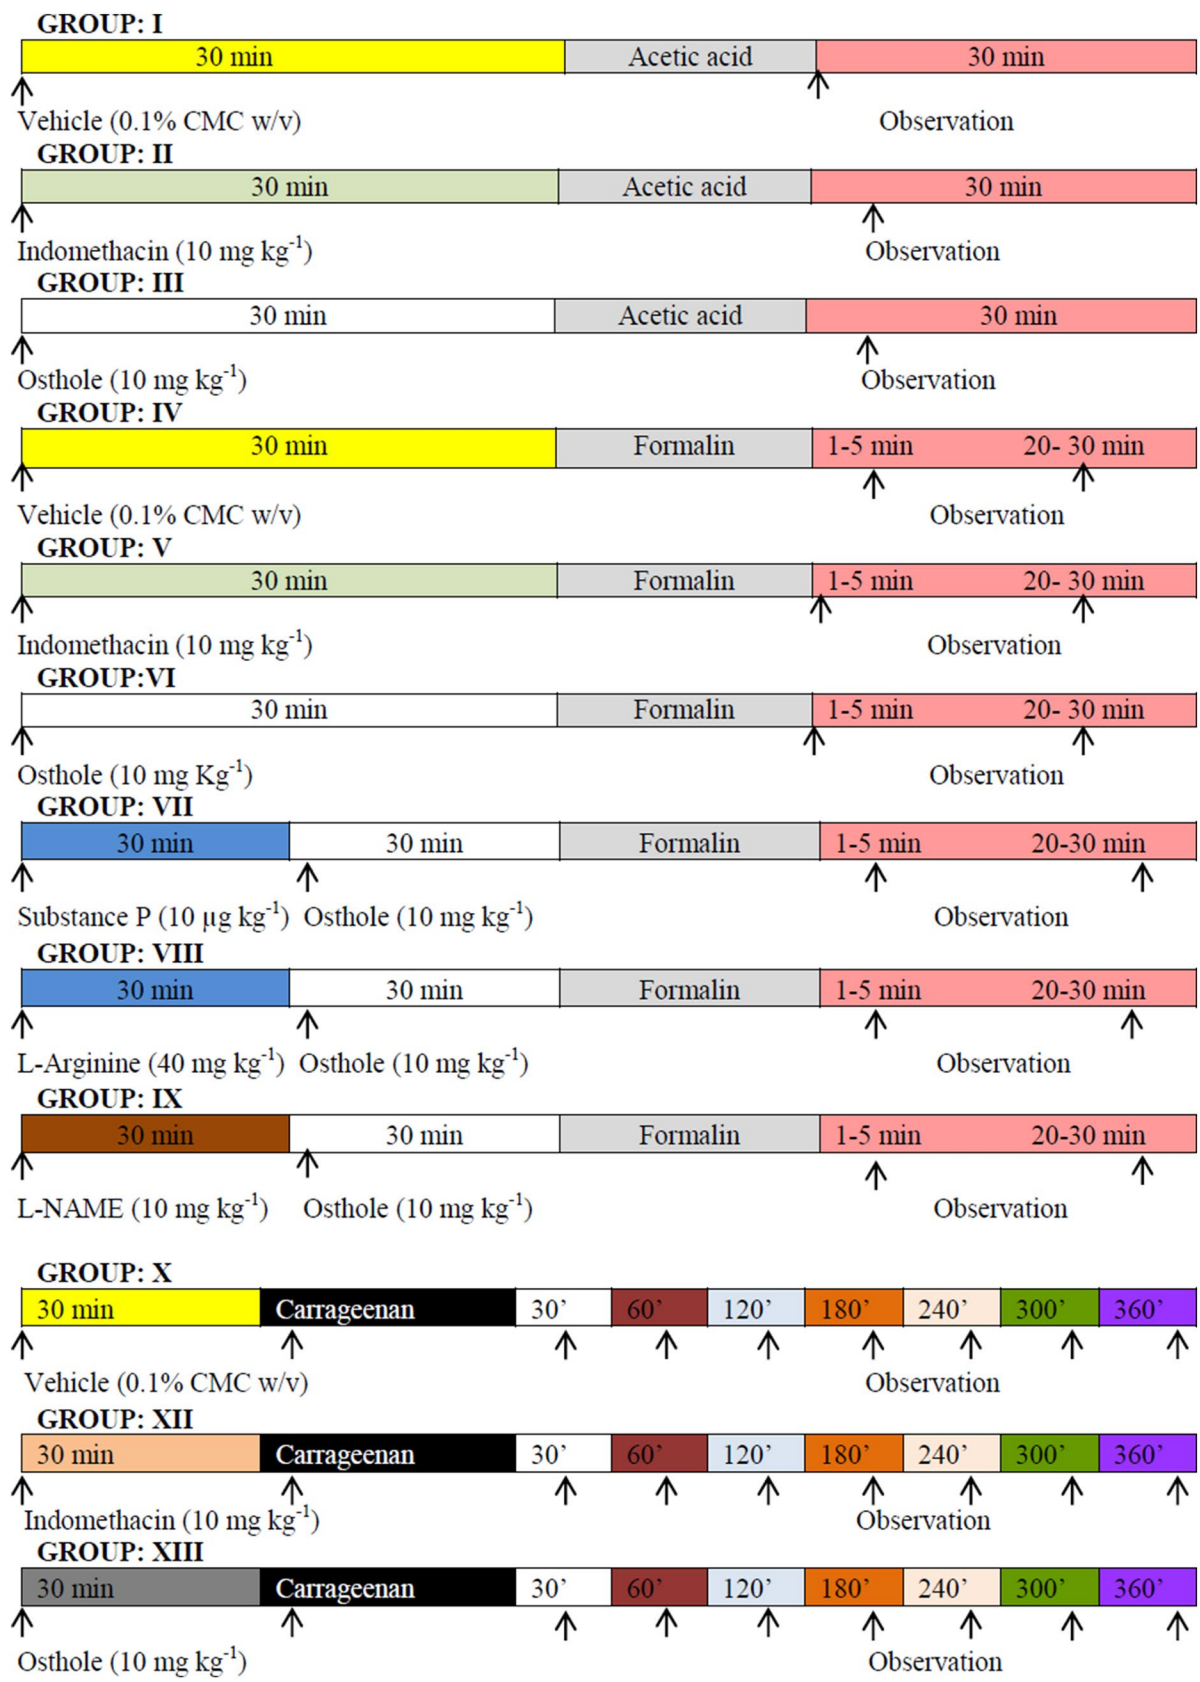 GROUP: I
30 min Acetic acid 30 min
Vehicle (0.1% CMC w/v) Observation
GROUP: II
30 min Acetic acid 30 min
Indomethacin (10 mg kg⁻¹) Observation
GROUP: III
30 min Acetic acid 30 min
Osthole (10 mg kg⁻¹) Observation
GROUP: IV
30 min Formalin 1-5 min 20- 30 min
Vehicle (0.1% CMC w/v) Observation
GROUP: V
30 min Formalin 1-5 min 20- 30 min
Indomethacin (10 mg kg⁻¹) Observation
GROUP:VI
30 min Formalin 1-5 min 20- 30 min
Osthole (10 mg Kg⁻¹) Observation
GROUP: VII
30 min 30 min Formalin 1-5 min 20-30 min
Substance P (10 µg kg⁻¹) Osthole (10 mg kg⁻¹) Observation
GROUP: VIII
30 min 30 min Formalin 1-5 min 20-30 min
L-Arginine (40 mg kg⁻¹) Osthole (10 mg kg⁻¹) Observation
GROUP: IX
30 min 30 min Formalin 1-5 min 20-30 min
L-NAME (10 mg kg⁻¹) Osthole (10 mg kg⁻¹) Observation
GROUP: X
30 min Carrageenan 30’ 60’ 120’ 180’ 240’ 300’ 360’
Vehicle (0.1% CMC w/v) Observation
GROUP: XII
30 min Carrageenan 30’ 60’ 120’ 180’ 240’ 300’ 360’
Indomethacin (10 mg kg⁻¹) Observation
GROUP: XIII
30 min Carrageenan 30’ 60’ 120’ 180’ 240’ 300’ 360’
Osthole (10 mg kg⁻¹) Observation